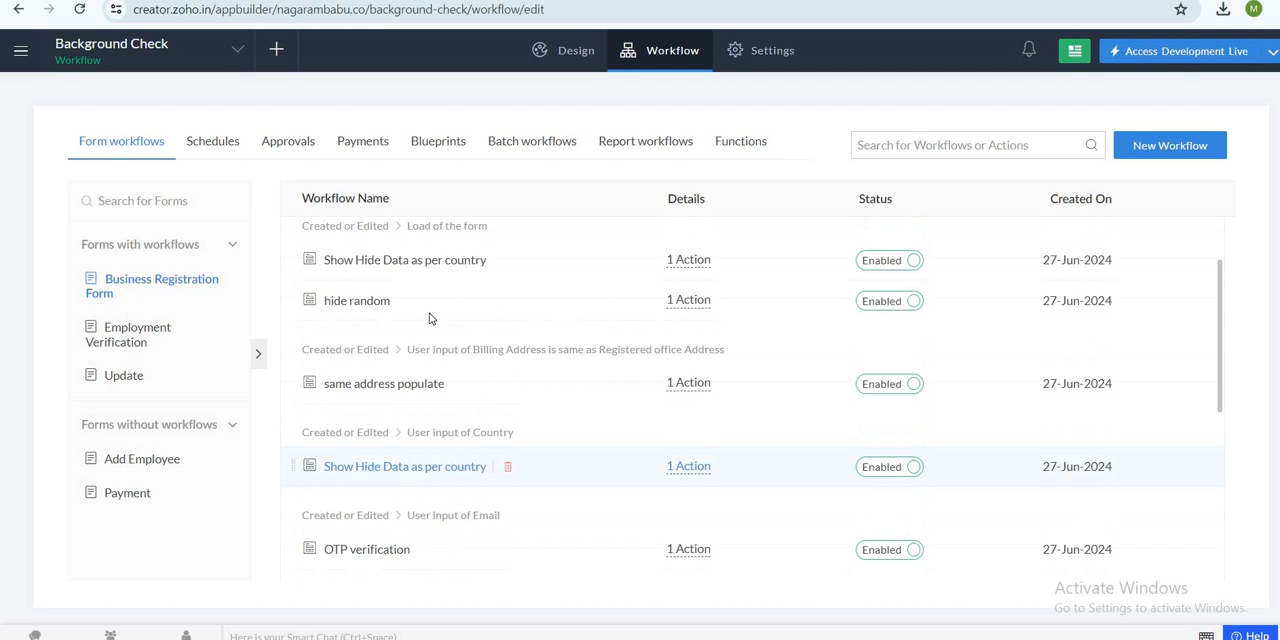 creator.zoho.in/appbuilder/nagarambabu.co/background-check/workflow/edit
M
Background Check
Workflow
Design
Workflow
Settings
Access Development Live
Form workflows
Schedules
Approvals
Payments
Blueprints
Batch workflows
Report workflows
Functions
Search for Workflows or Actions
New Workflow
Search for Forms
Forms with workflows
Business Registration
Form
Employment
Verification
Update
Forms without workflows
Add Employee
Payment
Workflow Name
Details
Status
Created On
Created or Edited > Load of the form
Show Hide Data as per country
1 Action
Enabled
27-Jun-2024
hide random
1 Action
Enabled
27-Jun-2024
Created or Edited > User input of Billing Address is same as Registered office Address
same address populate
1 Action
Enabled
27-Jun-2024
Created or Edited > User input of Country
Show Hide Data as per country
1 Action
Enabled
27-Jun-2024
Created or Edited > User input of Email
OTP verification
1 Action
Enabled
27-Jun-2024
Activate Windows
Go to Settings to activate Windows.
Here is your Smart Chat (Ctrl+Space)
Help